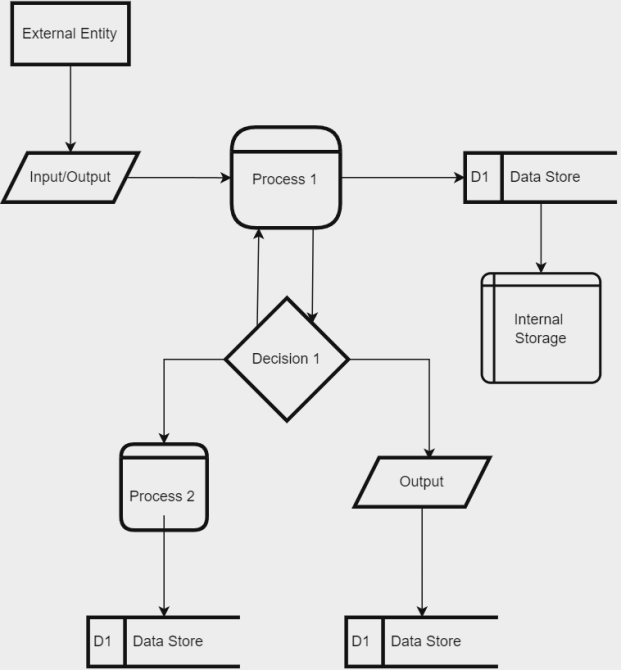 External Entity
Input/Output
Process 1
D1
Data Store
Internal
Storage
Decision 1
Process 2
Output
D1
Data Store
D1
Data Store